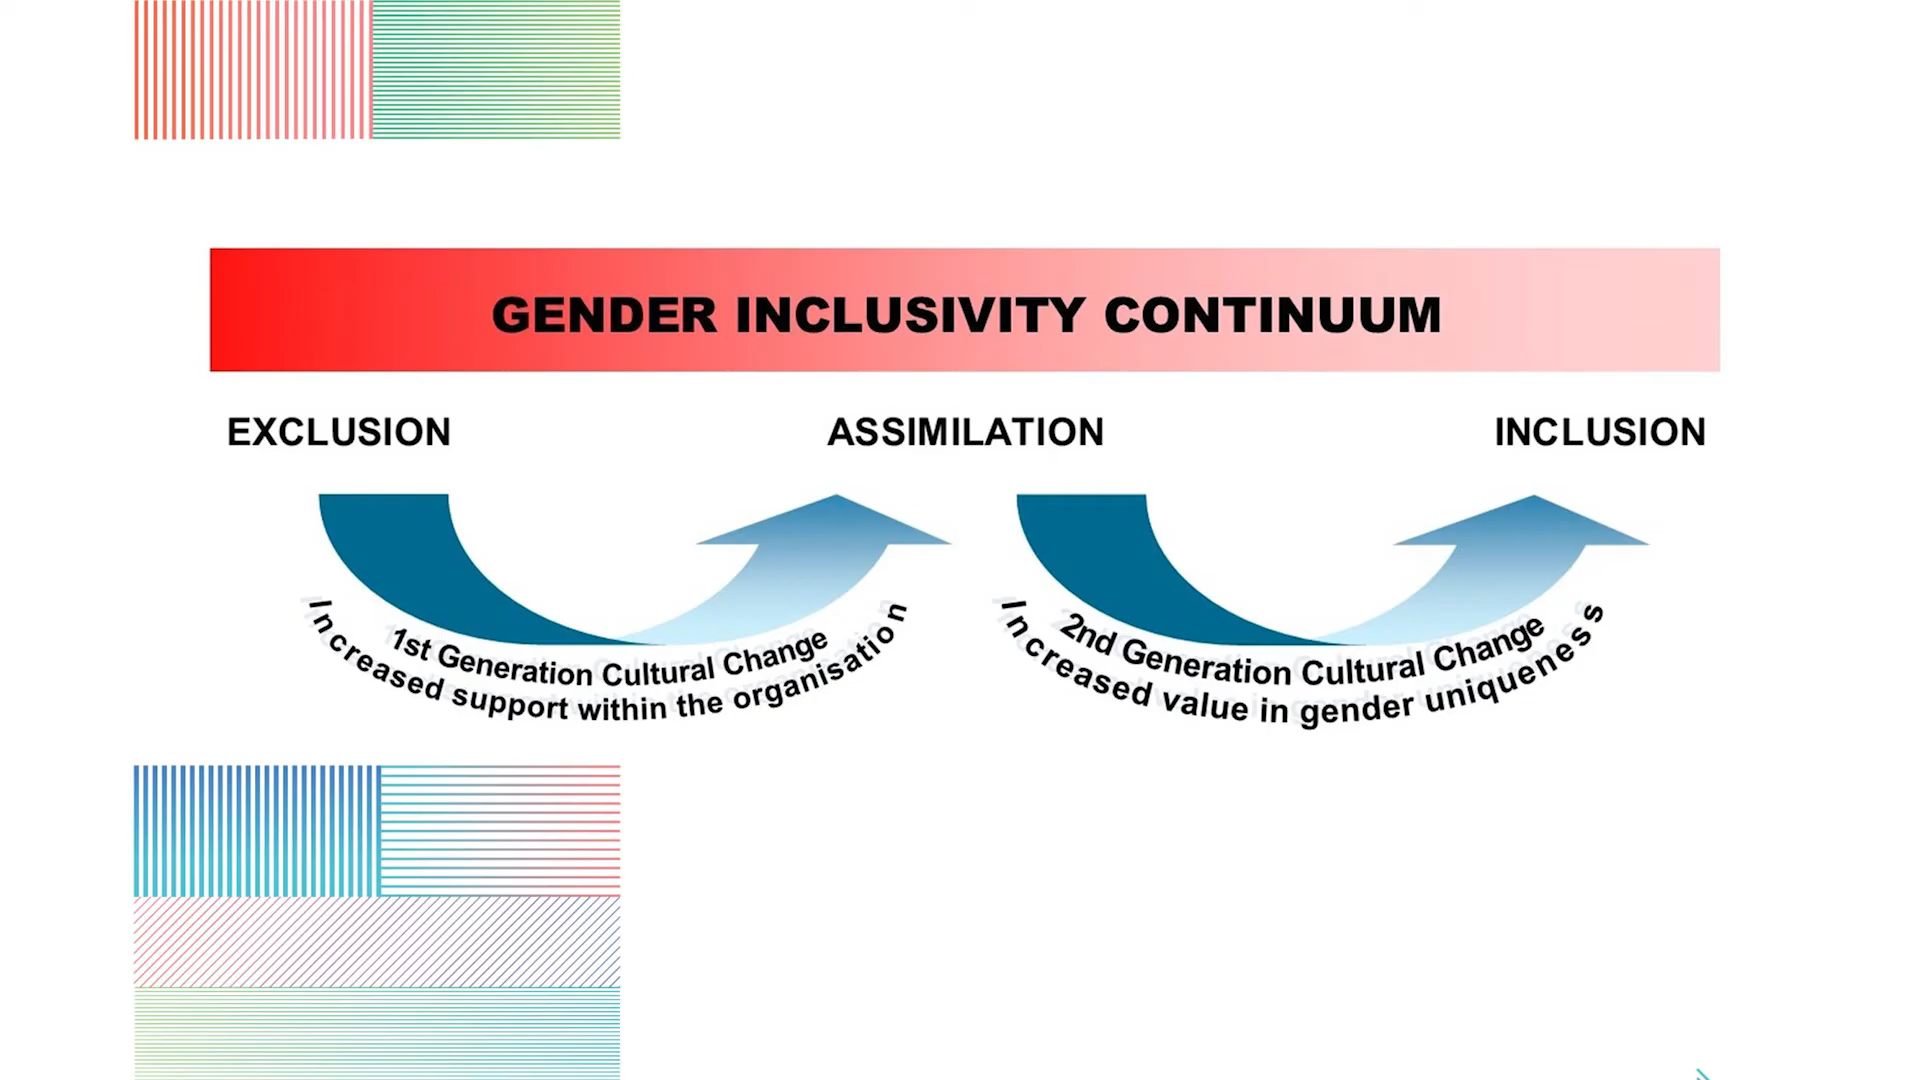 GENDER INCLUSIVITY CONTINUUM
EXCLUSION
ASSIMILATION
INCLUSION
1st Generation Cultural Change
Increased support within the organisation
2nd Generation Cultural Change
Increased value in gender uniqueness